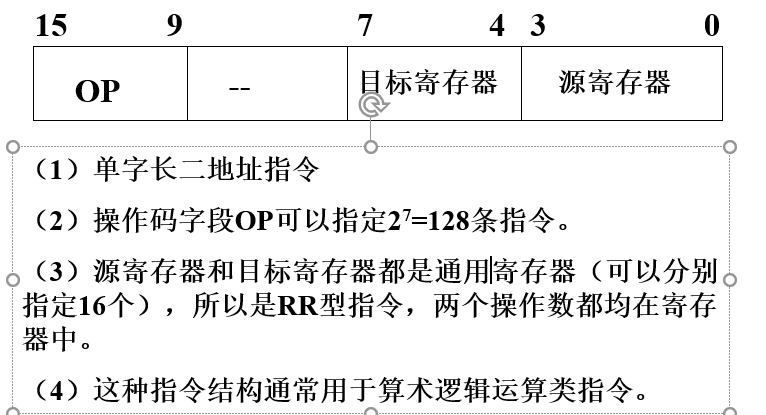 15 9 7 4 3 0
OP -- 目标寄存器 源寄存器
（1）单字长二地址指令
（2）操作码字段OP可以指定2⁷=128条指令。
（3）源寄存器和目标寄存器都是通用寄存器（可以分别
指定16个），所以是RR型指令，两个操作数都均在寄存
器中。
（4）这种指令结构通常用于算术逻辑运算类指令。